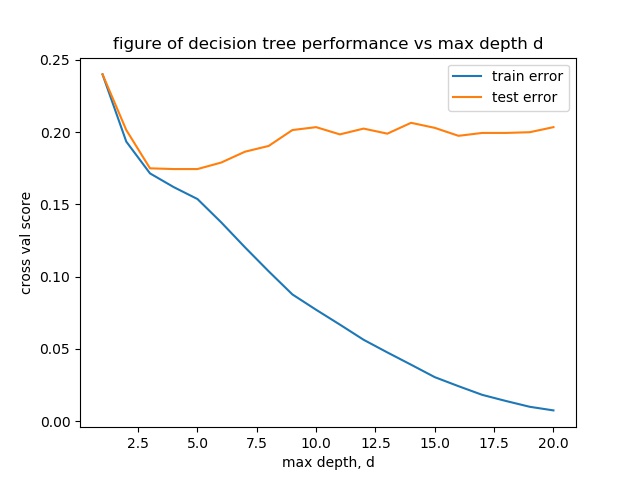 figure of decision tree performance vs max depth d
train error
test error
cross val score
0.25
0.20
0.15
0.10
0.05
0.00
2.5 5.0 7.5 10.0 12.5 15.0 17.5 20.0
max depth, d